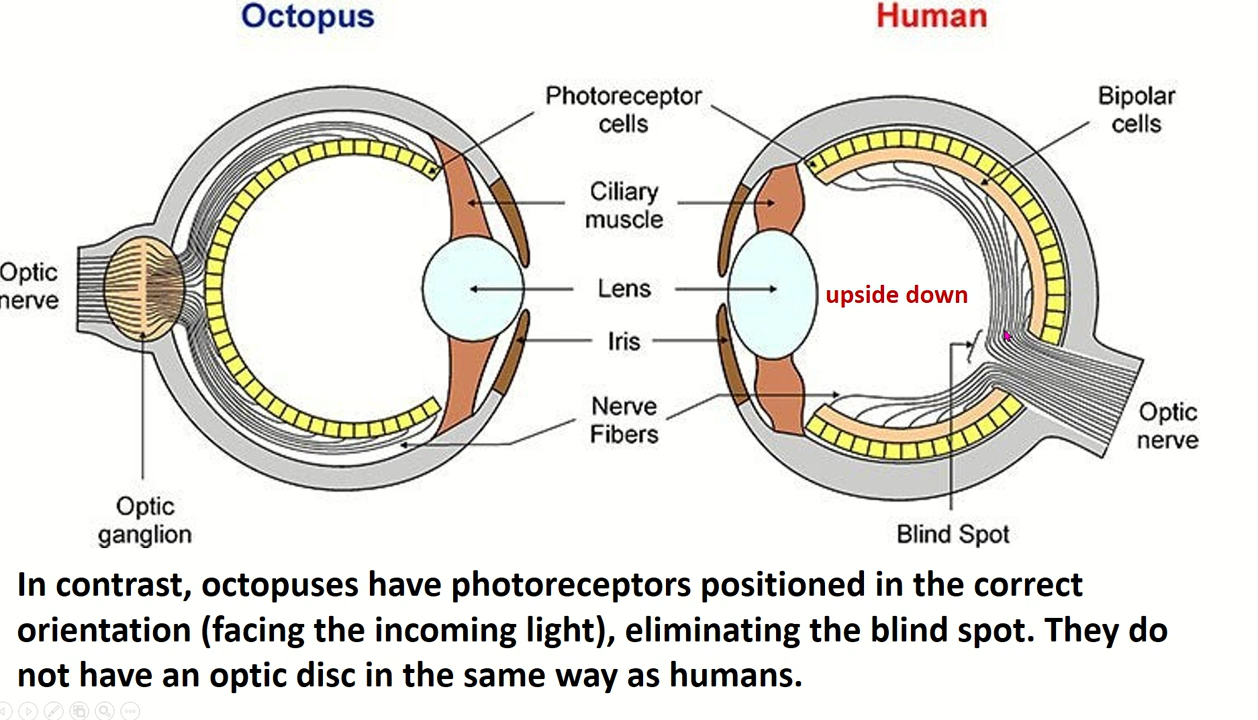 Octopus
Human
Photoreceptor
cells
Bipolar
cells
Ciliary
muscle
Optic
nerve
Lens
upside down
Iris
Nerve
Fibers
Optic
nerve
Optic
ganglion
Blind Spot
In contrast, octopuses have photoreceptors positioned in the correct
orientation (facing the incoming light), eliminating the blind spot. They do
not have an optic disc in the same way as humans.